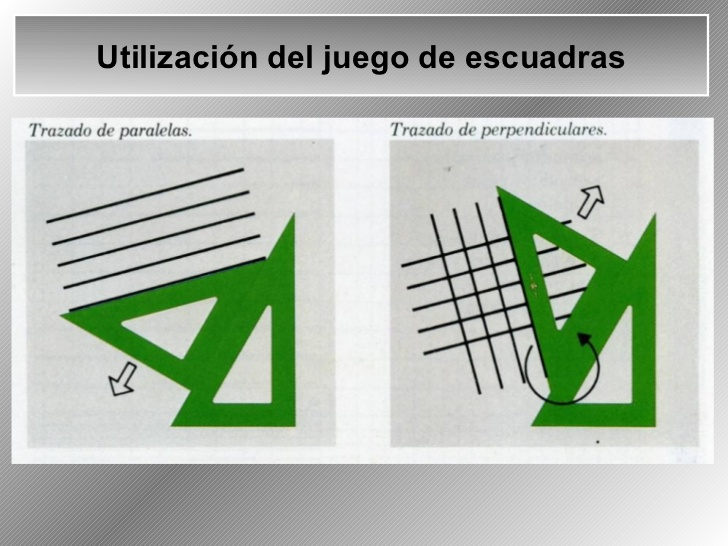 Utilización del juego de escuadras
Trazado de paralelas.
Trazado de perpendiculares.